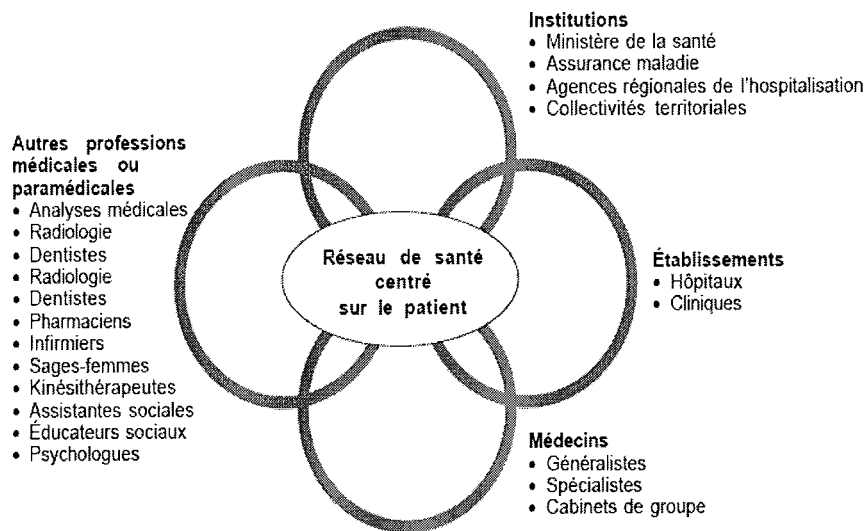 Institutions
• Ministère de la santé
• Assurance maladie
• Agences régionales de l'hospitalisation
• Collectivités territoriales
Autres professions
médicales ou
paramédicales
• Analyses médicales
• Radiologie
• Dentistes
• Radiologie
• Dentistes
• Pharmaciens
• Infirmiers
• Sages-femmes
• Kinésithérapeutes
• Assistantes sociales
• Éducateurs sociaux
• Psychologues
Réseau de santé
centré
sur le patient
Établissements
• Hôpitaux
• Cliniques
Médecins
• Généralistes
• Spécialistes
• Cabinets de groupe